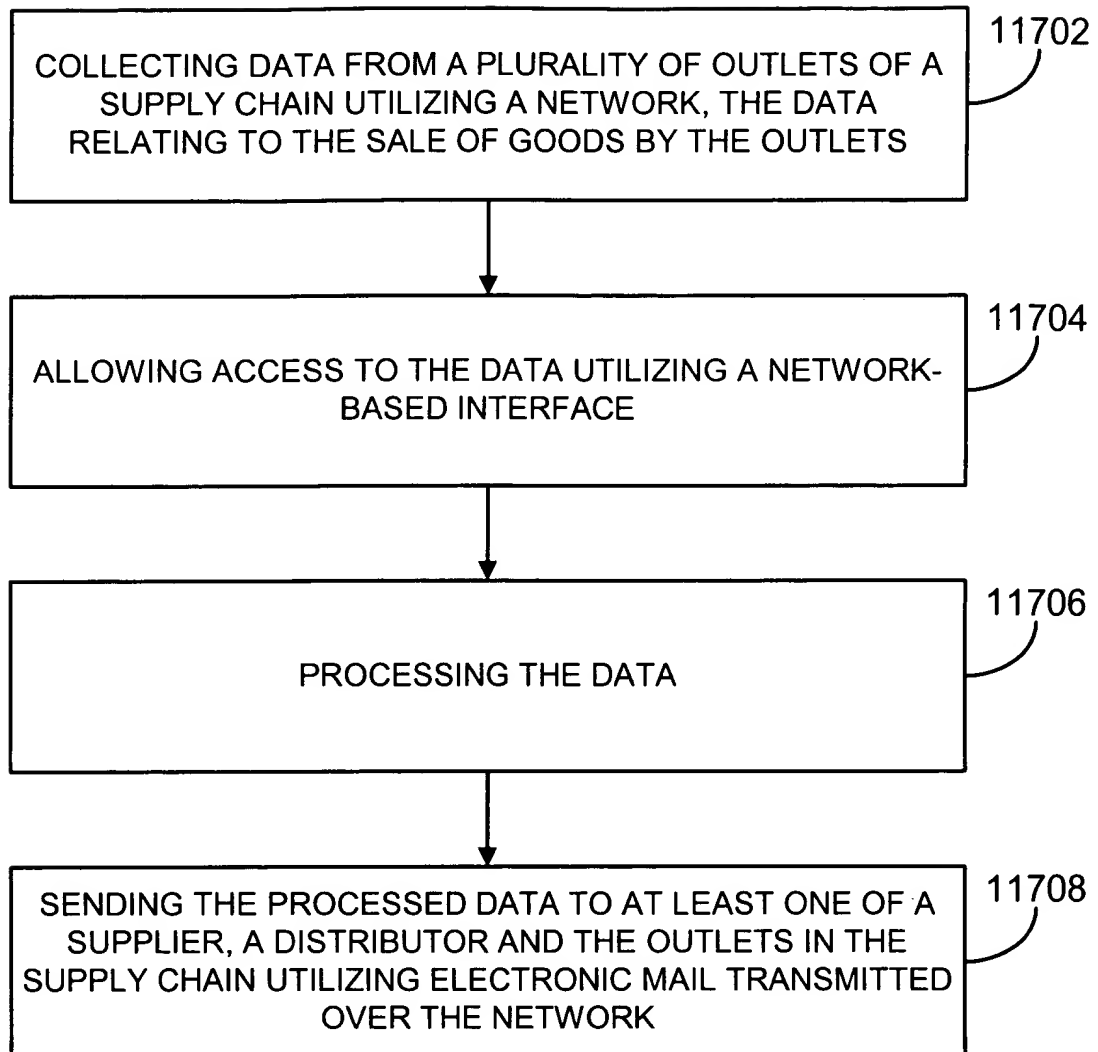 11702
COLLECTING DATA FROM A PLURALITY OF OUTLETS OF A
SUPPLY CHAIN UTILIZING A NETWORK, THE DATA
RELATING TO THE SALE OF GOODS BY THE OUTLETS
11704
ALLOWING ACCESS TO THE DATA UTILIZING A NETWORK-
BASED INTERFACE
11706
PROCESSING THE DATA
11708
SENDING THE PROCESSED DATA TO AT LEAST ONE OF A
SUPPLIER, A DISTRIBUTOR AND THE OUTLETS IN THE
SUPPLY CHAIN UTILIZING ELECTRONIC MAIL TRANSMITTED
OVER THE NETWORK